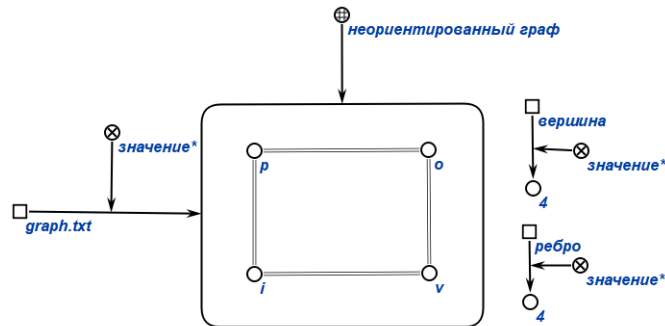 неориентированный граф
значение*
graph.txt
p
o
i
v
вершина
значение*
4
ребро
значение*
4